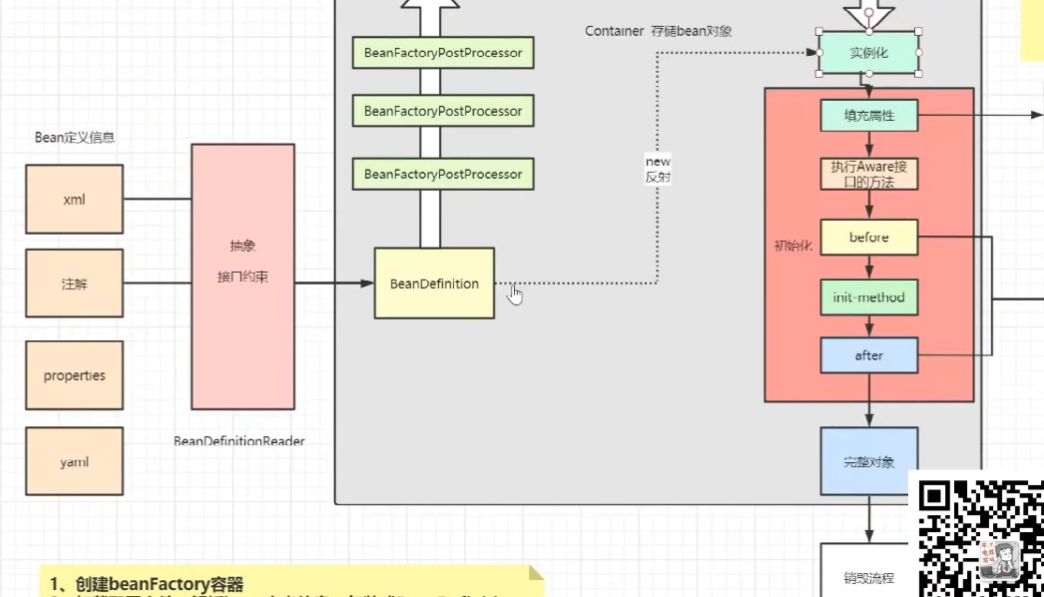 Container 存储bean对象
BeanFactoryPostProcessor
BeanFactoryPostProcessor
BeanFactoryPostProcessor
Bean定义信息
xml
注解
properties
yaml
抽象
接口约束
BeanDefinitionReader
BeanDefinition
new
反射
实例化
填充属性
执行Aware接
口的方法
初始化
before
init-method
after
完整对象
销毁流程
1、创建beanFactory容器